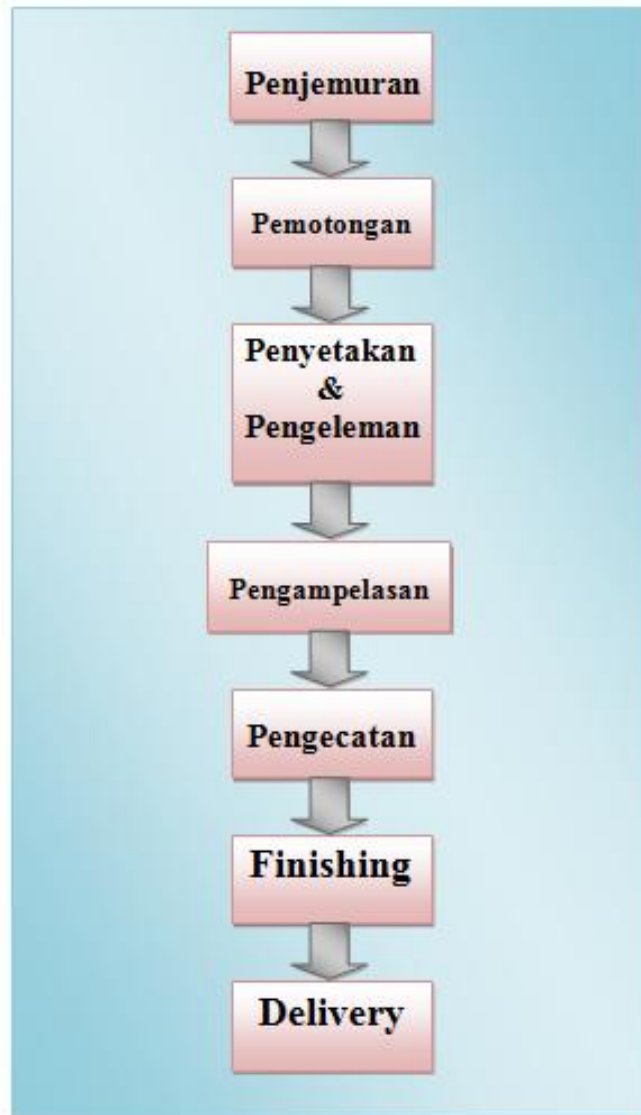 Penjemuran
Pemotongan
Penyetakan
&
Pengeleman
Pengampelasan
Pengecatan
Finishing
Delivery